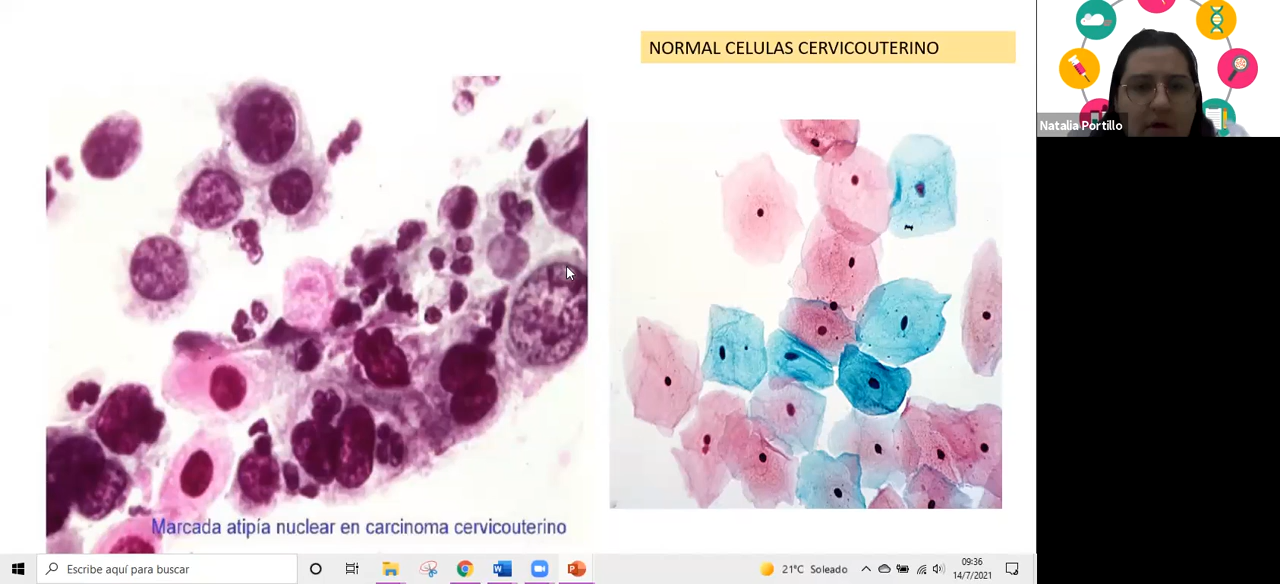 NORMAL CELULAS CERVICOUTERINO
Natalia Portillo
Marcada atipía nuclear en carcinoma cervicouterino
Escribe aquí para buscar
21°C Soleado
09:36
14/7/2021